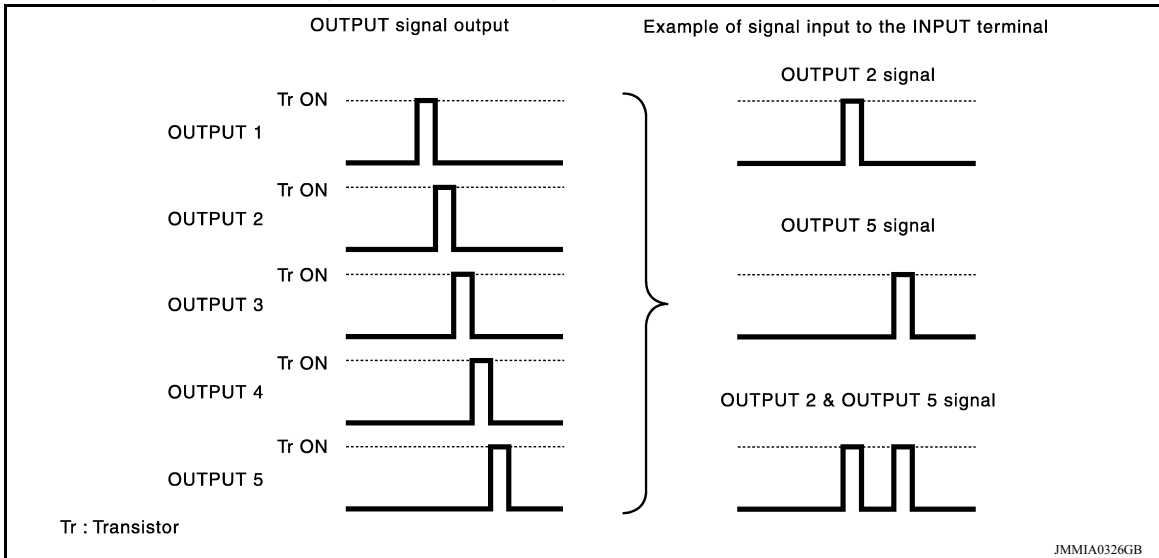 OUTPUT signal output
Example of signal input to the INPUT terminal
OUTPUT 1
Tr ON
OUTPUT 2
Tr ON
OUTPUT 3
Tr ON
OUTPUT 4
Tr ON
OUTPUT 5
Tr ON
OUTPUT 2 signal
OUTPUT 5 signal
OUTPUT 2 & OUTPUT 5 signal
Tr : Transistor
JMMIA0326GB